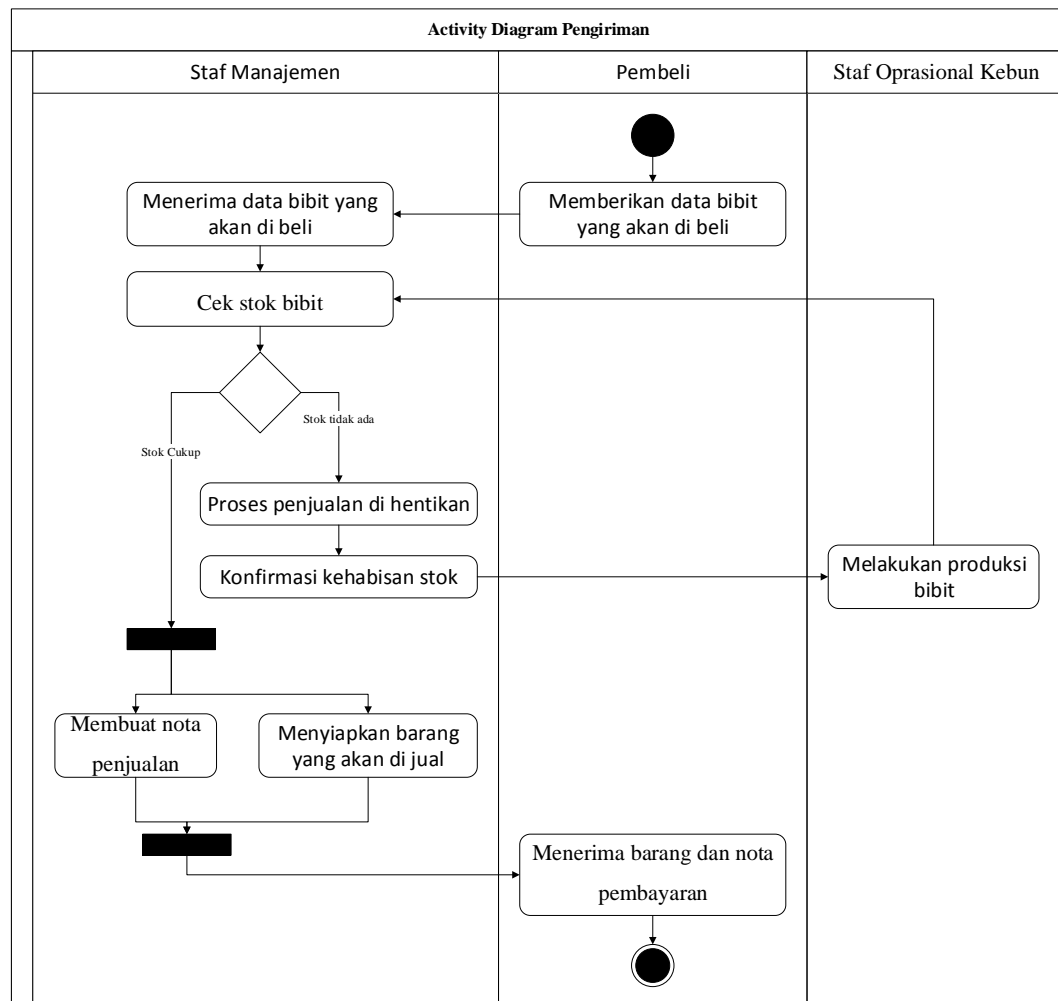 Activity Diagram Pengiriman
Staf Manajemen
Pembeli
Staf Oprasional Kebun
Menerima data bibit yang
akan di beli
Memberikan data bibit
yang akan di beli
Cek stok bibit
Stok tidak ada
Stok Cukup
Proses penjualan di hentikan
Konfirmasi kehabisan stok
Melakukan produksi
bibit
Membuat nota
penjualan
Menyiapkan barang
yang akan di jual
Menerima barang dan nota
pembayaran